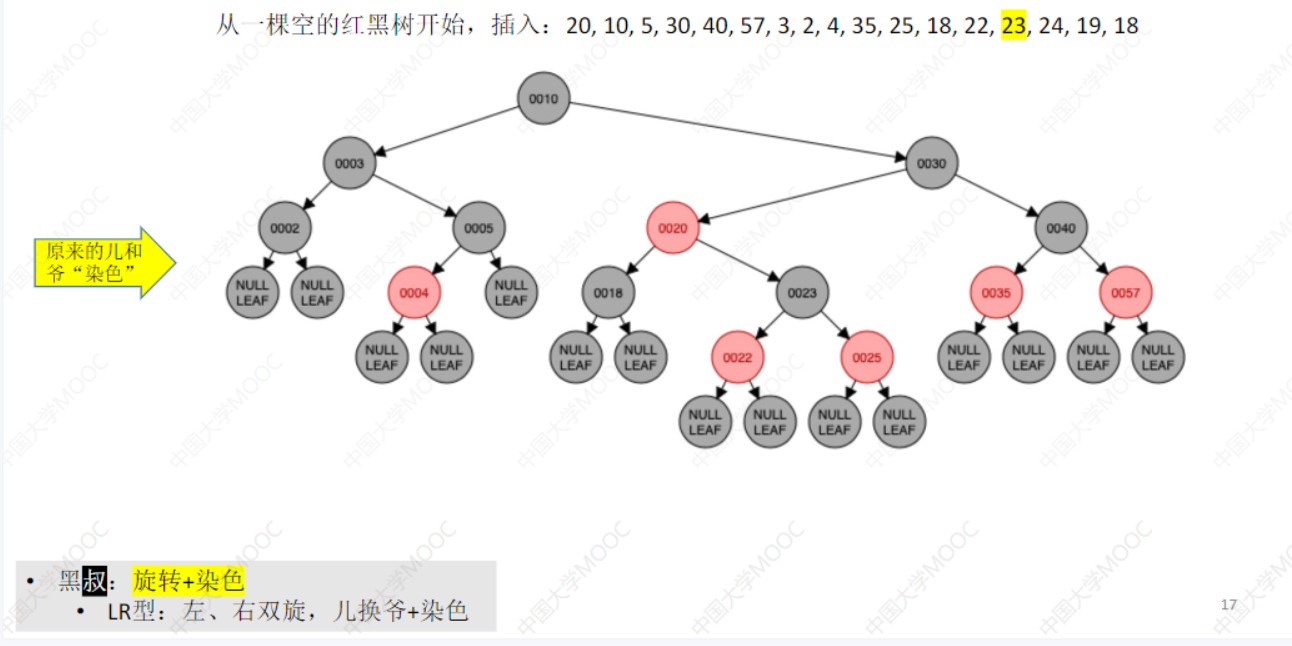 从一棵空的红黑树开始，插入：20, 10, 5, 30, 40, 57, 3, 2, 4, 35, 25, 18, 22, 23, 24, 19, 18
0010
0003 0030
原来的儿和
爷“染色”
0002 0005 0020 0040
NULL LEAF NULL LEAF 0004 NULL LEAF 0018 0023 0035 0057
NULL LEAF NULL LEAF NULL LEAF NULL LEAF 0022 0025 NULL LEAF NULL LEAF NULL LEAF NULL LEAF
NULL LEAF NULL LEAF NULL LEAF NULL LEAF
• 黑叔：旋转+染色
• LR型：左、右双旋，儿换爷+染色
17
中国大学MOOC